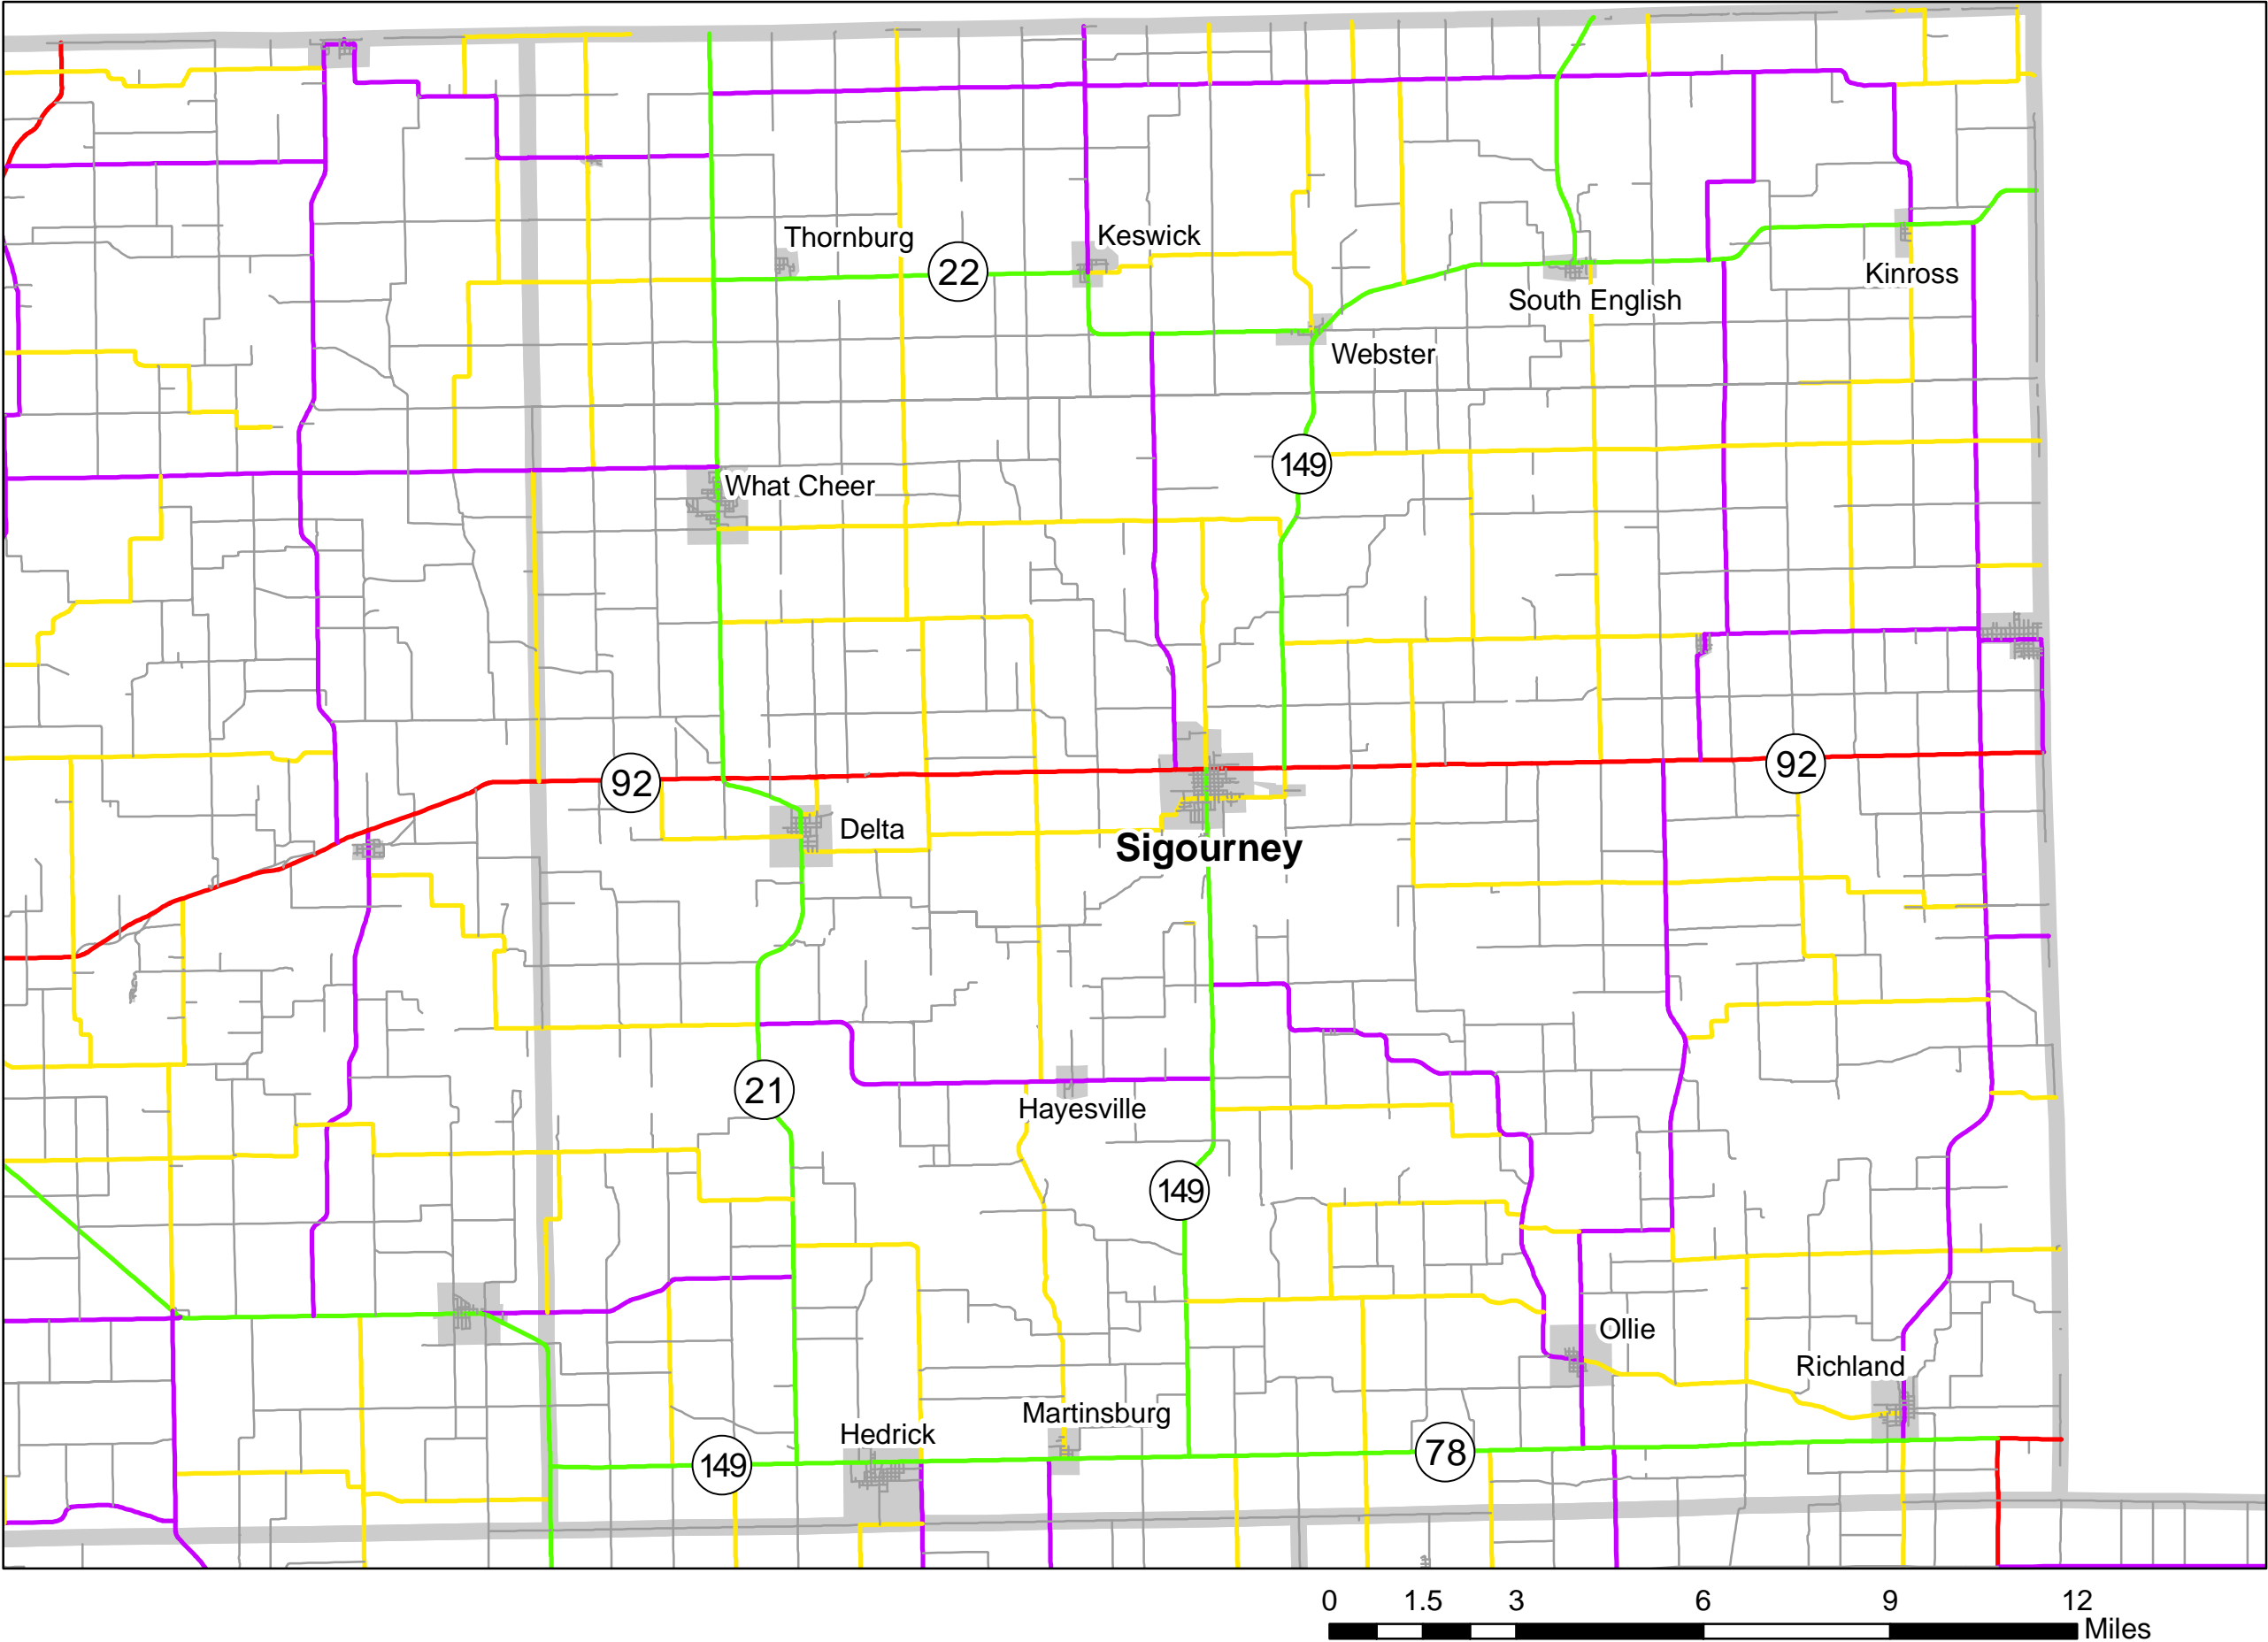 Thornburg
Keswick
22
Kinross
South English
Webster
149
What Cheer
92
92
Delta
Sigourney
21
Hayesville
149
Ollie
Richland
Martinsburg
Hedrick
149
78
0 1.5 3 6 9 12
Miles